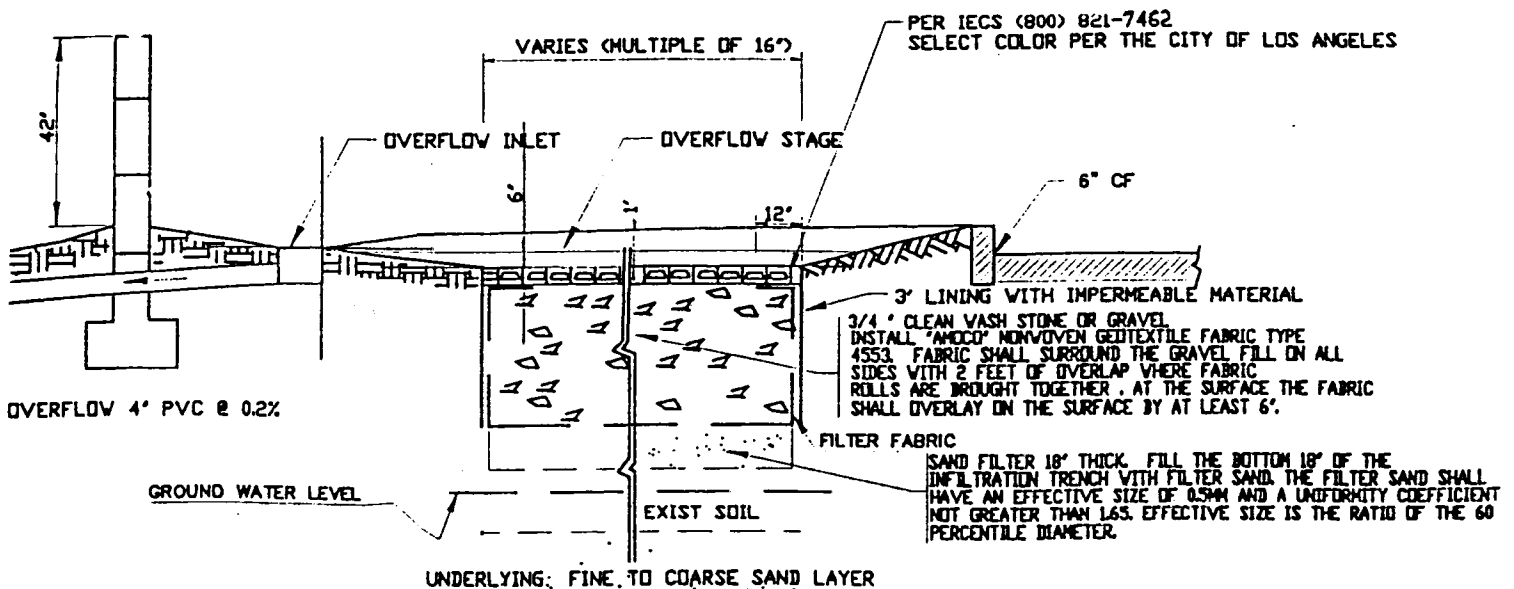 PER IECS (800) 821-7462
SELECT COLOR PER THE CITY OF LOS ANGELES
VARIES (MULTIPLE OF 16")
42"
OVERFLOW INLET
OVERFLOW STAGE
6" CF
6"
1'
12"
3' LINING WITH IMPERMEABLE MATERIAL
3/4 " CLEAN WASH STONE OR GRAVEL
INSTALL "AMOCO" NONWOVEN GEOTEXTILE FABRIC TYPE
4553. FABRIC SHALL SURROUND THE GRAVEL FILL ON ALL
SIDES WITH 2 FEET OF OVERLAP WHERE FABRIC
ROLLS ARE BROUGHT TOGETHER . AT THE SURFACE THE FABRIC
SHALL OVERLAY ON THE SURFACE BY AT LEAST 6".
OVERFLOW 4" PVC @ 0.2%
FILTER FABRIC
SAND FILTER 18" THICK. FILL THE BOTTOM 18" OF THE
INFILTRATION TRENCH WITH FILTER SAND. THE FILTER SAND SHALL
HAVE AN EFFECTIVE SIZE OF 0.5MM AND A UNIFORMITY COEFFICIENT
NOT GREATER THAN 1.65. EFFECTIVE SIZE IS THE RATIO OF THE 60
PERCENTILE DIAMETER.
GROUND WATER LEVEL
EXIST SOIL
UNDERLYING: FINE TO COARSE SAND LAYER